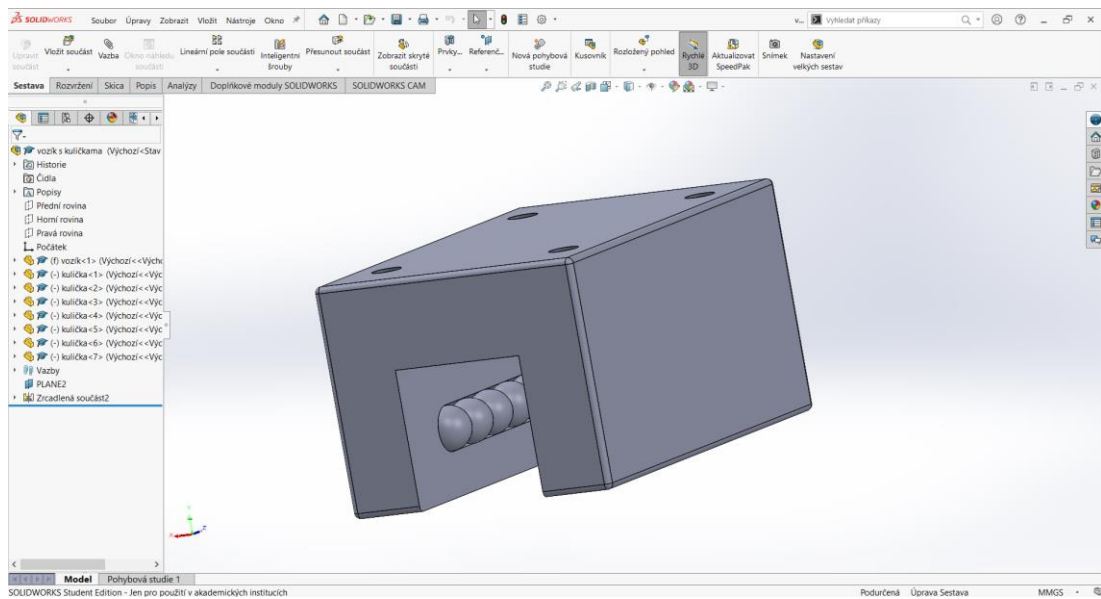 SOLIDWORKS Soubor Úpravy Zobrazit Vložit Nástroje Okno v... Vyhledat příkazy
Upravit součást
Vložit součást
Vazba
Okno náhledu součásti
Lineární pole součásti
Inteligentní šrouby
Přesunout součást
Zobrazit skryté součásti
Prvky...
Referenč...
Nová pohybová studie
Kusovník
Rozložený pohled
Rychlé 3D
Aktualizovat SpeedPak
Snímek
Nastavení velkých sestav
Sestava Rozvržení Skica Popis Analýzy Doplňkové moduly SOLIDWORKS SOLIDWORKS CAM
vozík s kuličkama (Výchozí<Stav
Historie
Čidla
Popisy
Přední rovina
Horní rovina
Pravá rovina
Počátek
(f) vozík<1> (Výchozí<<Výcho
(-) kulička<1> (Výchozí<<Výc
(-) kulička<2> (Výchozí<<Výc
(-) kulička<3> (Výchozí<<Výc
(-) kulička<4> (Výchozí<<Výc
(-) kulička<5> (Výchozí<<Výc
(-) kulička<6> (Výchozí<<Výc
(-) kulička<7> (Výchozí<<Výc
Vazby
PLANE2
Zrcadlená součást2
Model Pohybová studie 1
SOLIDWORKS Student Edition - Jen pro použití v akademických institucích Podurčená Úprava Sestava MMGS